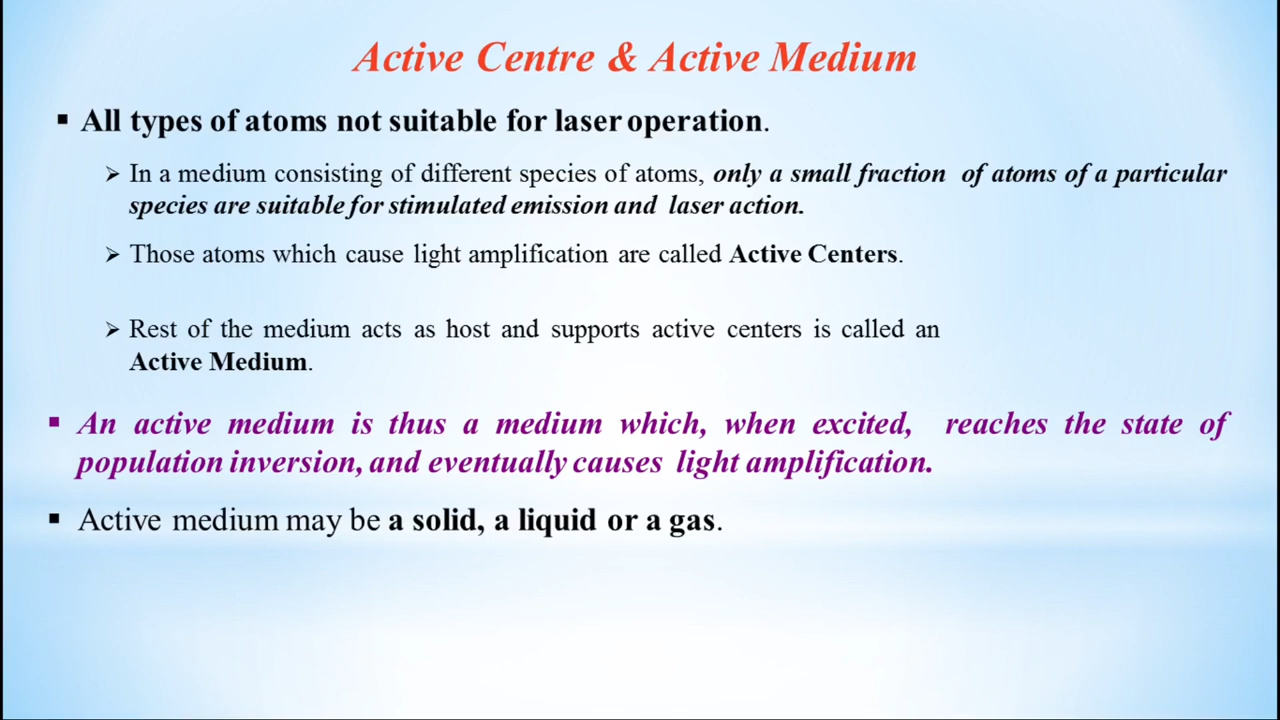 Active Centre & Active Medium
▪ All types of atoms not suitable for laser operation.
➢ In a medium consisting of different species of atoms, only a small fraction of atoms of a particular
species are suitable for stimulated emission and laser action.
➢ Those atoms which cause light amplification are called Active Centers.
➢ Rest of the medium acts as host and supports active centers is called an
Active Medium.
▪ An active medium is thus a medium which, when excited, reaches the state of
population inversion, and eventually causes light amplification.
▪ Active medium may be a solid, a liquid or a gas.